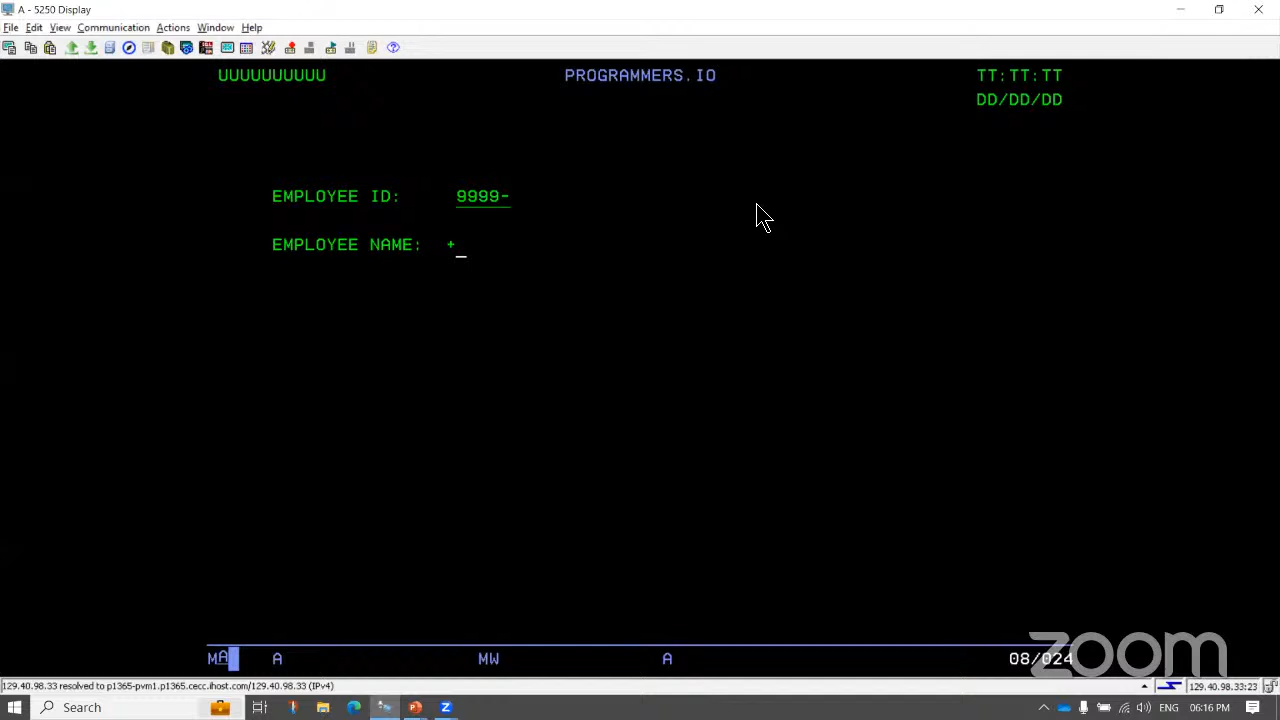 A - 5250 Display
File Edit View Communication Actions Window Help
UUUUUUUUUU PROGRAMMERS.IO TT:TT:TT
DD/DD/DD
EMPLOYEE ID: 9999-
EMPLOYEE NAME: +_
MA A MW A 08/024
zoom
129.40.98.33 resolved to p1365-pvm1.p1365.cecc.ihost.com/129.40.98.33 (IPv4) 129.40.98.33:23
Search ENG 06:16 PM